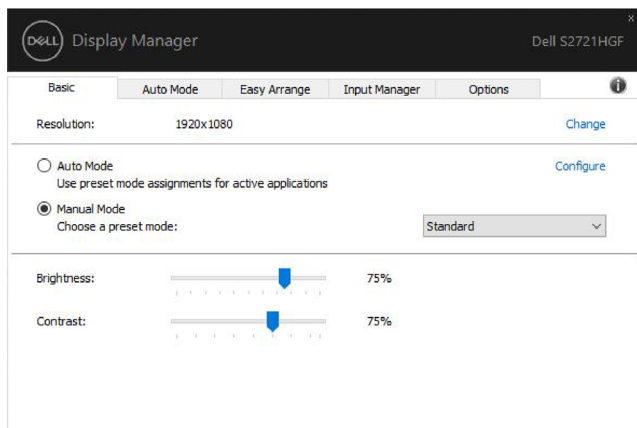 DELL Display Manager Dell S2721HGF
Basic Auto Mode Easy Arrange Input Manager Options
Resolution: 1920x1080 Change
Auto Mode Configure
Use preset mode assignments for active applications
Manual Mode
Choose a preset mode: Standard
Brightness: 75%
Contrast: 75%